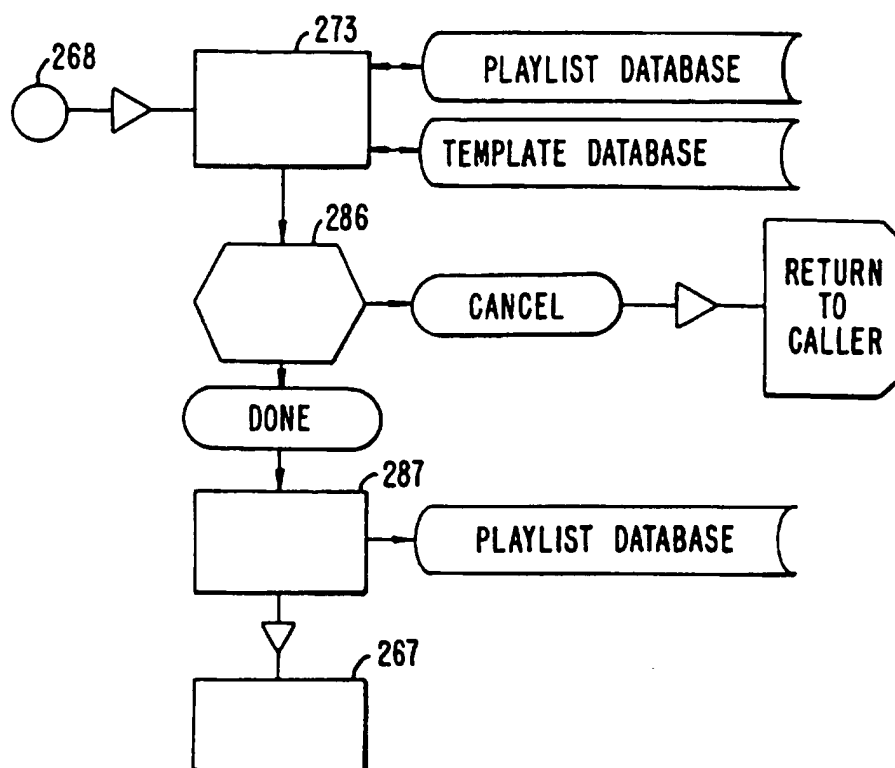 268
273
PLAYLIST DATABASE
TEMPLATE DATABASE
286
CANCEL
RETURN
TO
CALLER
DONE
287
PLAYLIST DATABASE
267